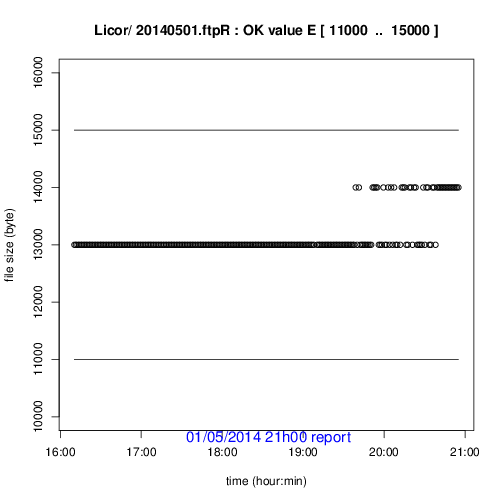 Licor/ 20140501.ftpR : OK value E [ 11000 .. 15000 ]
file size (byte)
16000
15000
14000
13000
12000
11000
10000
01/05/2014 21h00 report
16:00 17:00 18:00 19:00 20:00 21:00
time (hour:min)